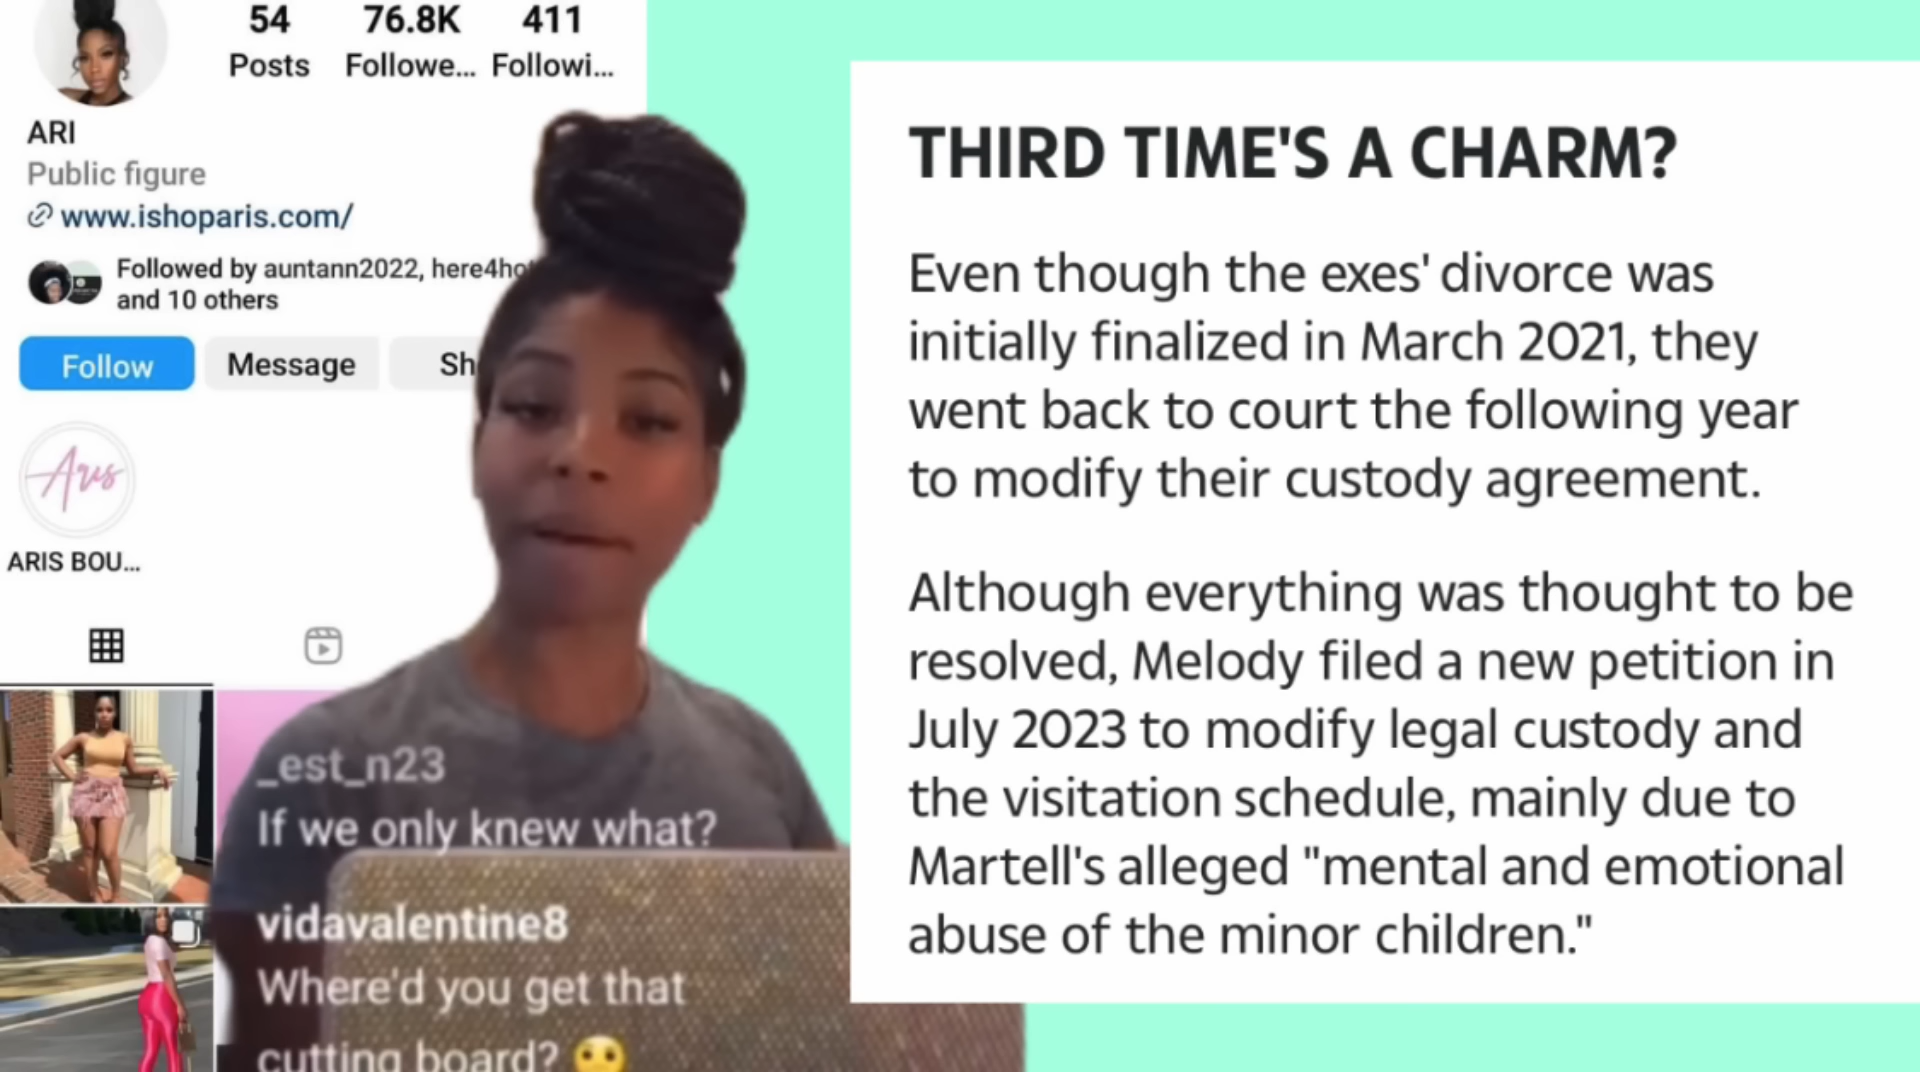 54 76.8K 411
Posts Followe... Followi...
ARI
Public figure
www.ishoparis.com/
Followed by auntann2022, here4ho
and 10 others
Follow Message Sh
Aris
ARIS BOU...
_est_n23
If we only knew what?
vidavalentine8
Where'd you get that
cutting board? 😶
THIRD TIME'S A CHARM?
Even though the exes' divorce was
initially finalized in March 2021, they
went back to court the following year
to modify their custody agreement.
Although everything was thought to be
resolved, Melody filed a new petition in
July 2023 to modify legal custody and
the visitation schedule, mainly due to
Martell's alleged "mental and emotional
abuse of the minor children."